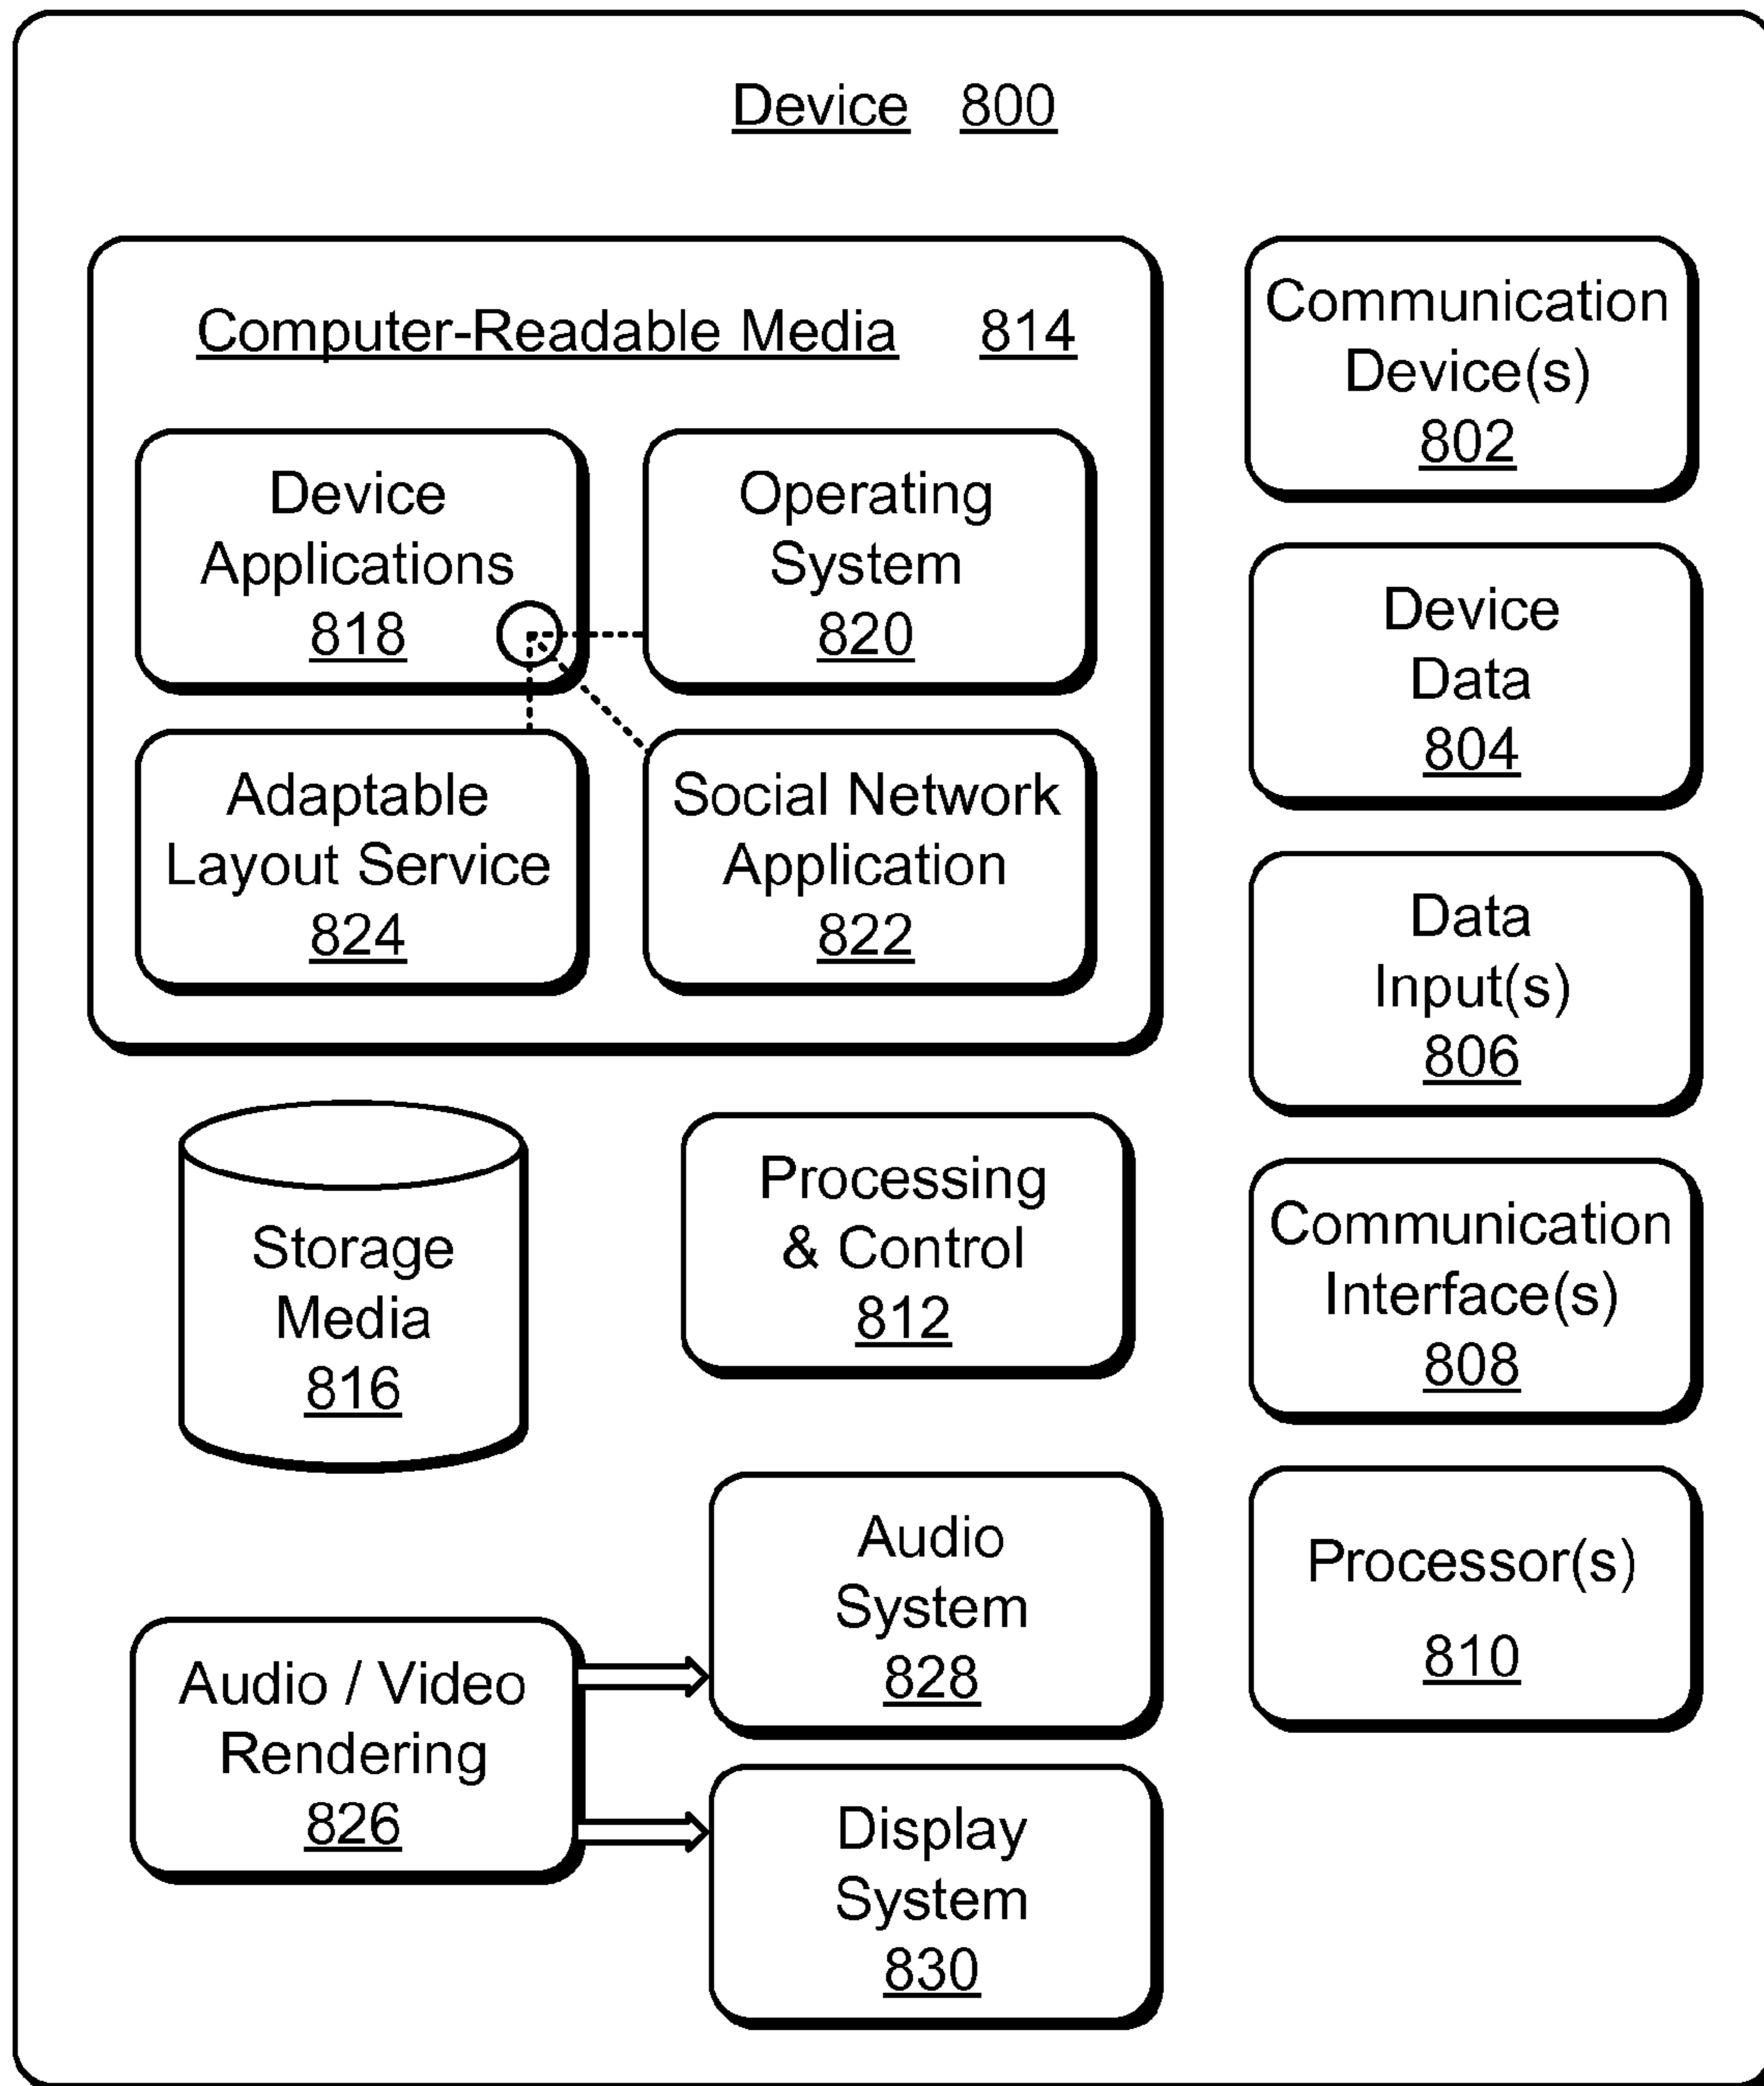 Device 800
Computer-Readable Media 814
Device
Applications
818
Operating
System
820
Adaptable
Layout Service
824
Social Network
Application
822
Storage
Media
816
Processing
& Control
812
Audio / Video
Rendering
826
Audio
System
828
Display
System
830
Communication
Device(s)
802
Device
Data
804
Data
Input(s)
806
Communication
Interface(s)
808
Processor(s)
810